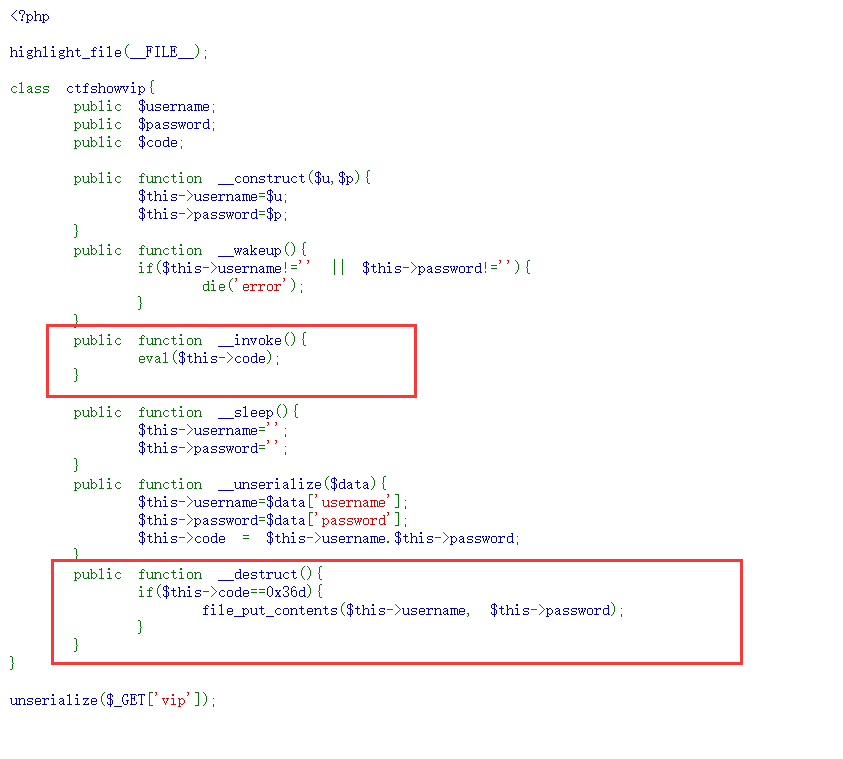 <?php
highlight_file(__FILE__);
class ctfshowvip{
public $username;
public $password;
public $code;
public function __construct($u,$p){
$this->username=$u;
$this->password=$p;
}
public function __wakeup(){
if($this->username!='' || $this->password!=''){
die('error');
}
}
public function __invoke(){
eval($this->code);
}
public function __sleep(){
$this->username='';
$this->password='';
}
public function __unserialize($data){
$this->username=$data['username'];
$this->password=$data['password'];
$this->code = $this->username.$this->password;
}
public function __destruct(){
if($this->code==0x36d){
file_put_contents($this->username, $this->password);
}
}
}
unserialize($_GET['vip']);